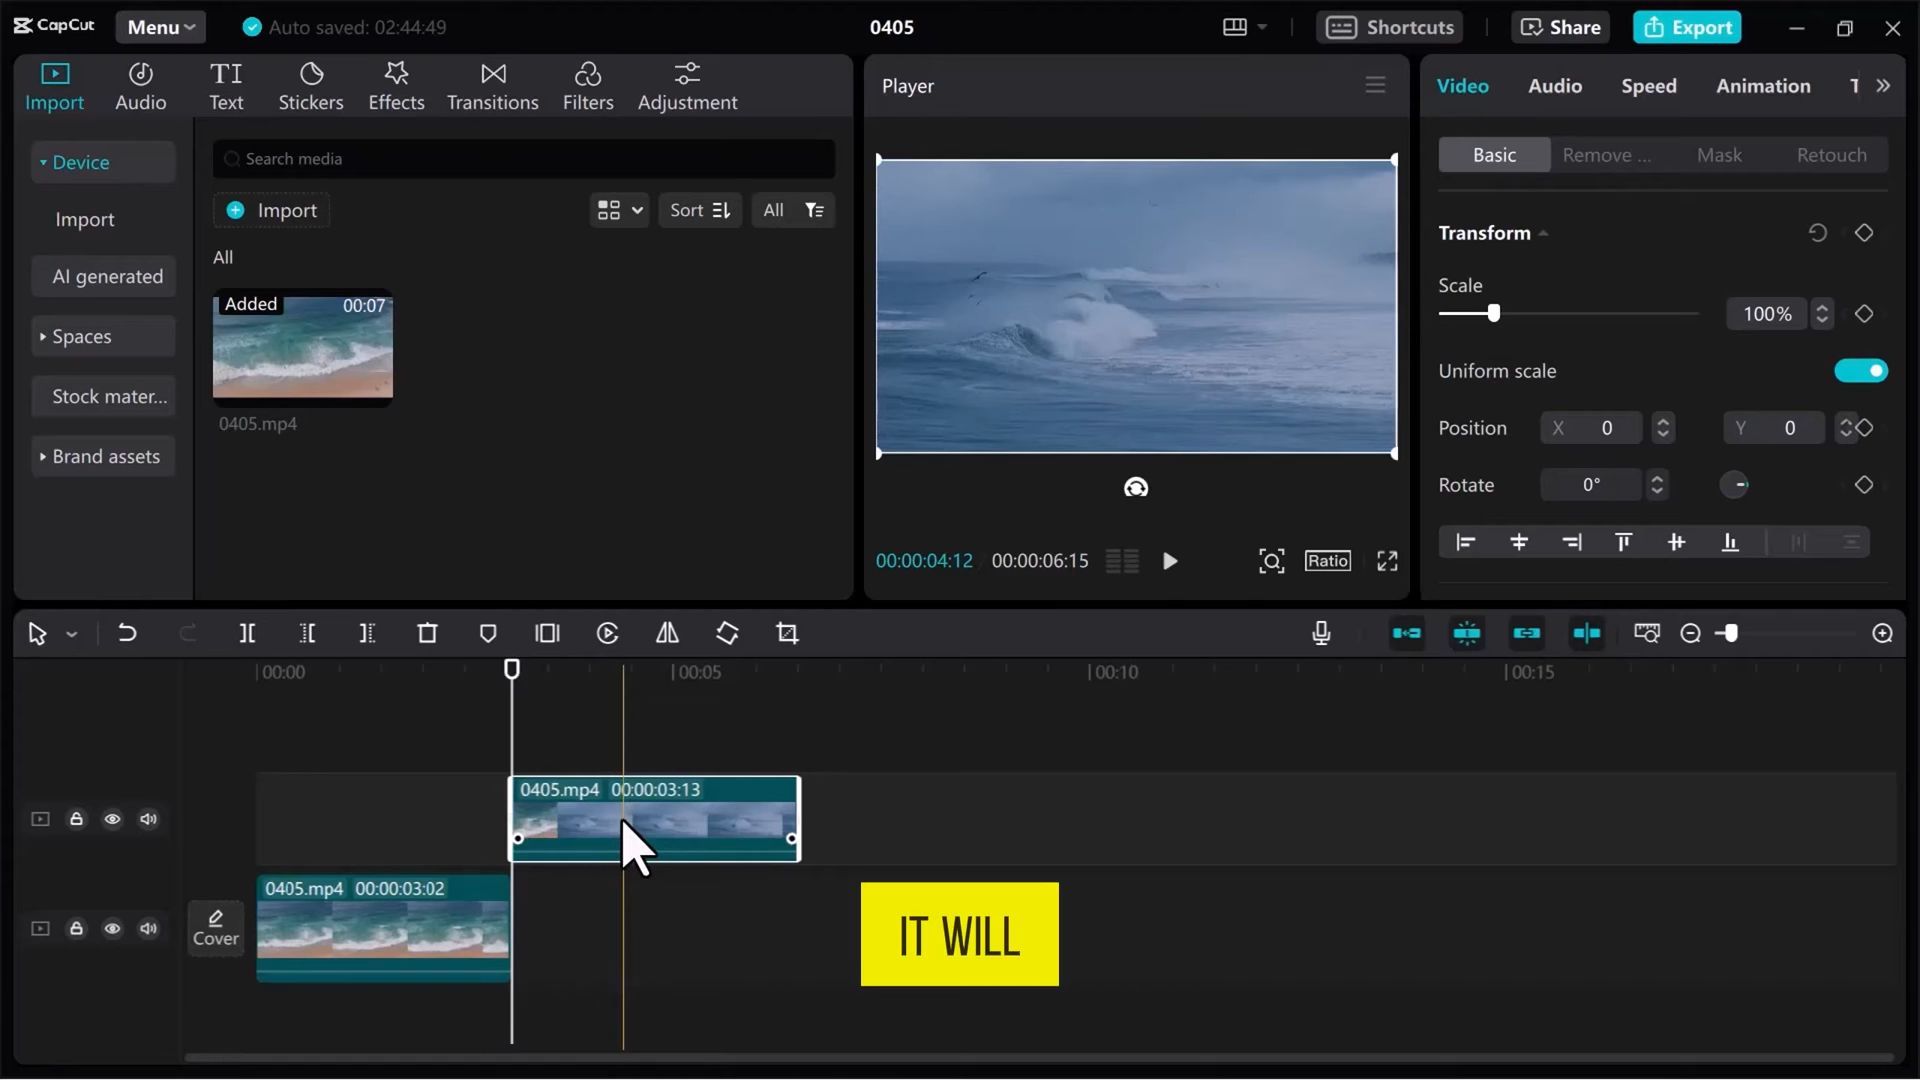 CapCut
Menu
Auto saved: 02:44:49
0405
Shortcuts
Share
Export
Import
Audio
Text
Stickers
Effects
Transitions
Filters
Adjustment
Device
Import
AI generated
Spaces
Stock mater...
Brand assets
Search media
Import
Sort
All
All
Added
00:07
0405.mp4
Player
00:00:04:12
00:00:06:15
Ratio
Video
Audio
Speed
Animation
Basic
Remove ...
Mask
Retouch
Transform
Scale
100%
Uniform scale
Position
X 0
Y 0
Rotate
0°
00:00
00:05
00:10
00:15
0405.mp4 00:00:03:13
0405.mp4 00:00:03:02
Cover
IT WILL